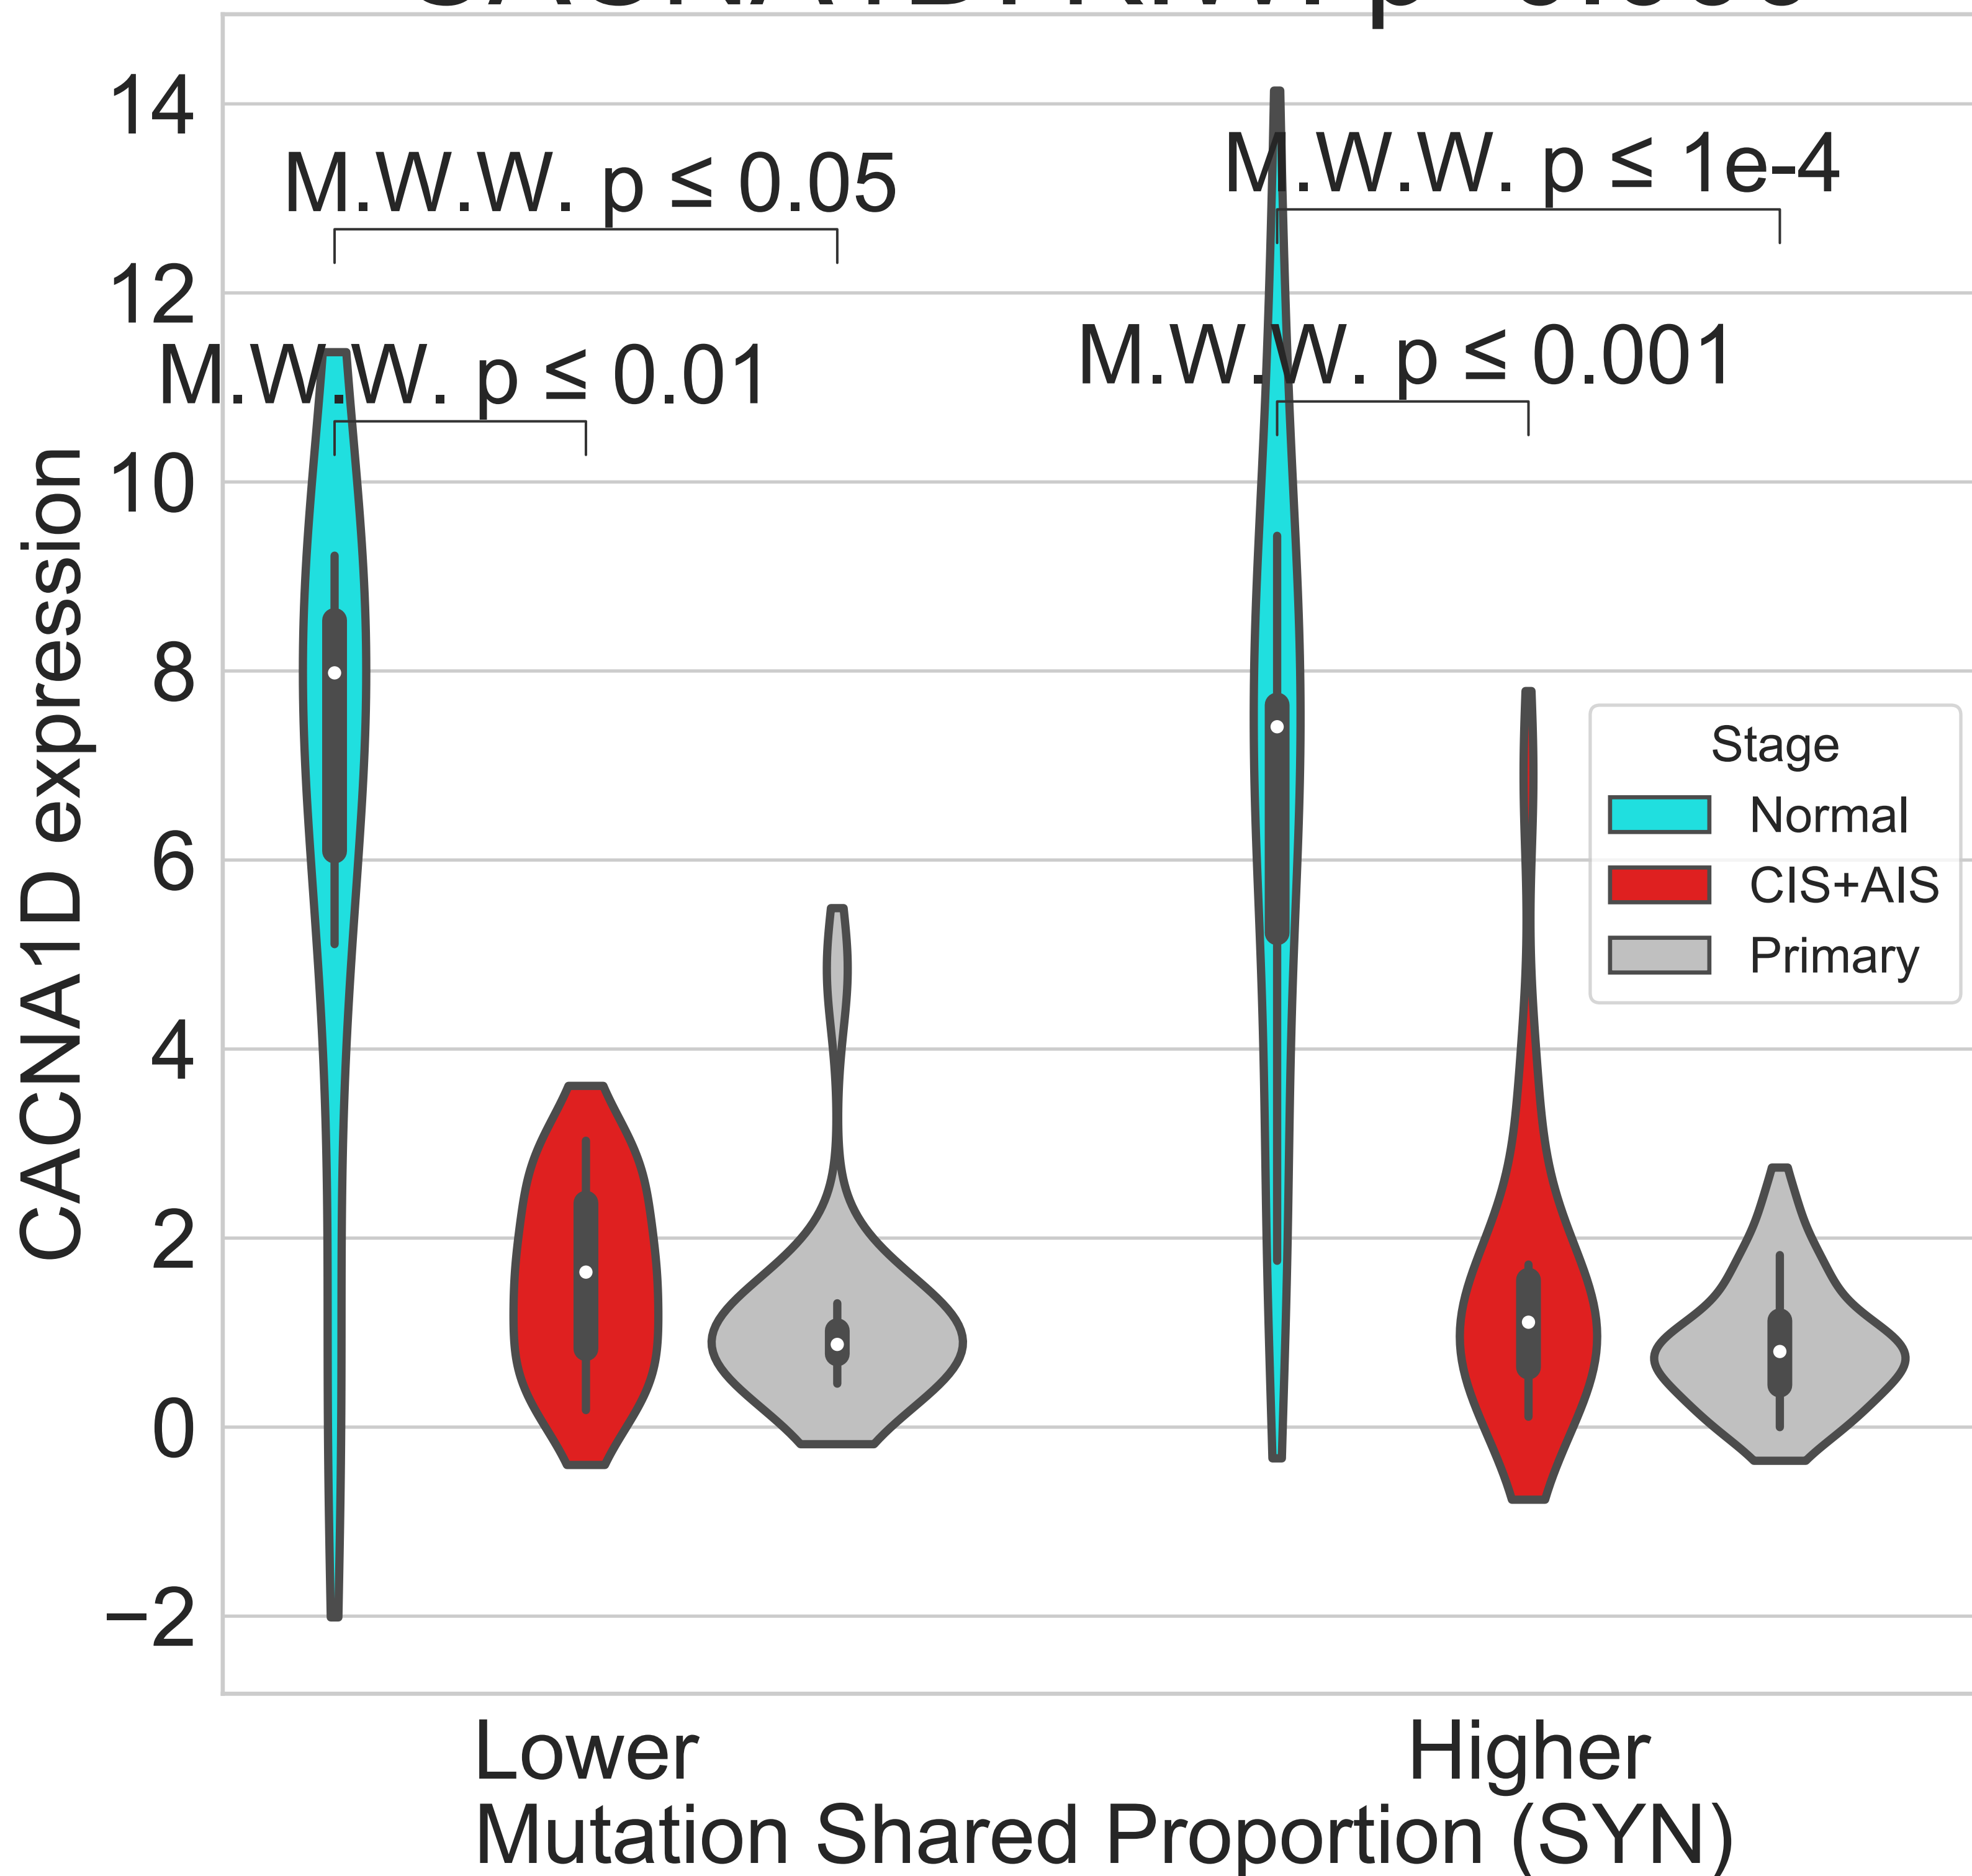 14
M.W.W. p ≤ 0.05
M.W.W. p ≤ 1e-4
12
M.W.W. p ≤ 0.01
M.W.W. p ≤ 0.001
10
8
6
4
2
0
−2
CACNA1D expression
Stage
Normal
CIS+AIS
Primary
Lower
Higher
Mutation Shared Proportion (SYN)